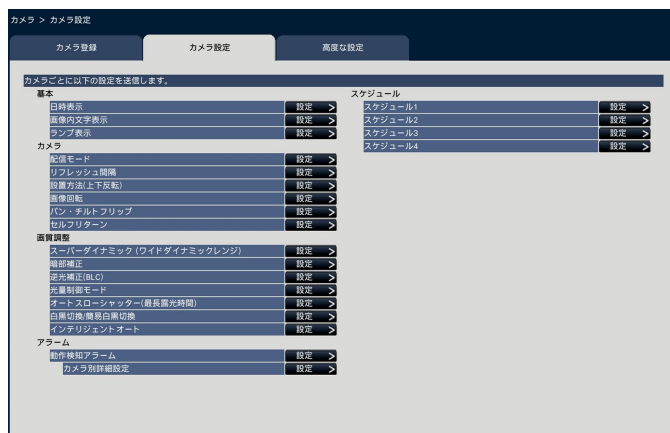 カメラ > カメラ設定
カメラ登録
カメラ設定
高度な設定
カメラごとに以下の設定を送信します。
基本
日時表示 設定 >
画像内文字表示 設定 >
ランプ表示 設定 >
カメラ
配信モード 設定 >
リフレッシュ間隔 設定 >
設置方法(上下反転) 設定 >
画像回転 設定 >
パン・チルトフリップ 設定 >
セルフリターン 設定 >
画質調整
スーパーダイナミック (ワイドダイナミックレンジ) 設定 >
暗部補正 設定 >
逆光補正(BLC) 設定 >
光量制御モード 設定 >
オートスローシャッター(最長露光時間) 設定 >
白黒切換/簡易白黒切換 設定 >
インテリジェントオート 設定 >
アラーム
動作検知アラーム 設定 >
カメラ別詳細設定 設定 >
スケジュール
スケジュール1 設定 >
スケジュール2 設定 >
スケジュール3 設定 >
スケジュール4 設定 >